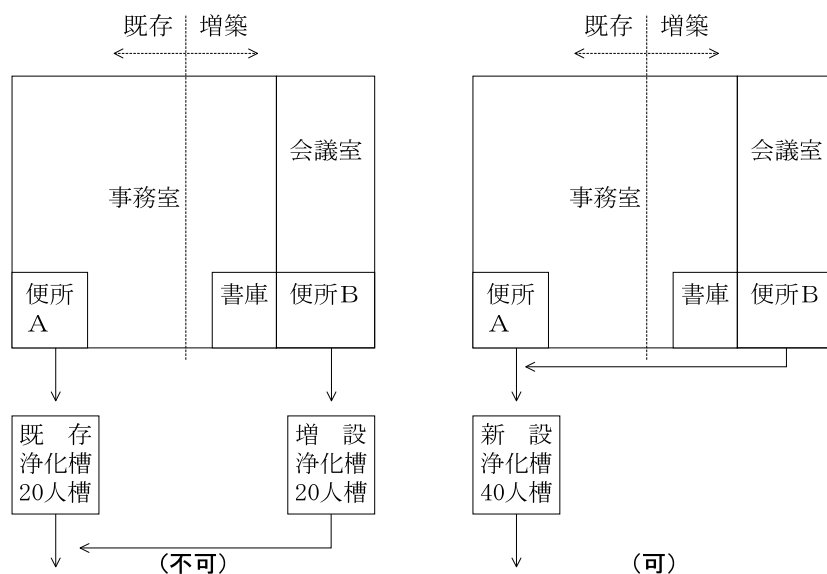 既存 増築
会議室
事務室
便所
A
書庫
便所B
既 存
浄化槽
20人槽
増 設
浄化槽
20人槽
(不可)
既存 増築
会議室
事務室
便所
A
書庫
便所B
新 設
浄化槽
40人槽
(可)